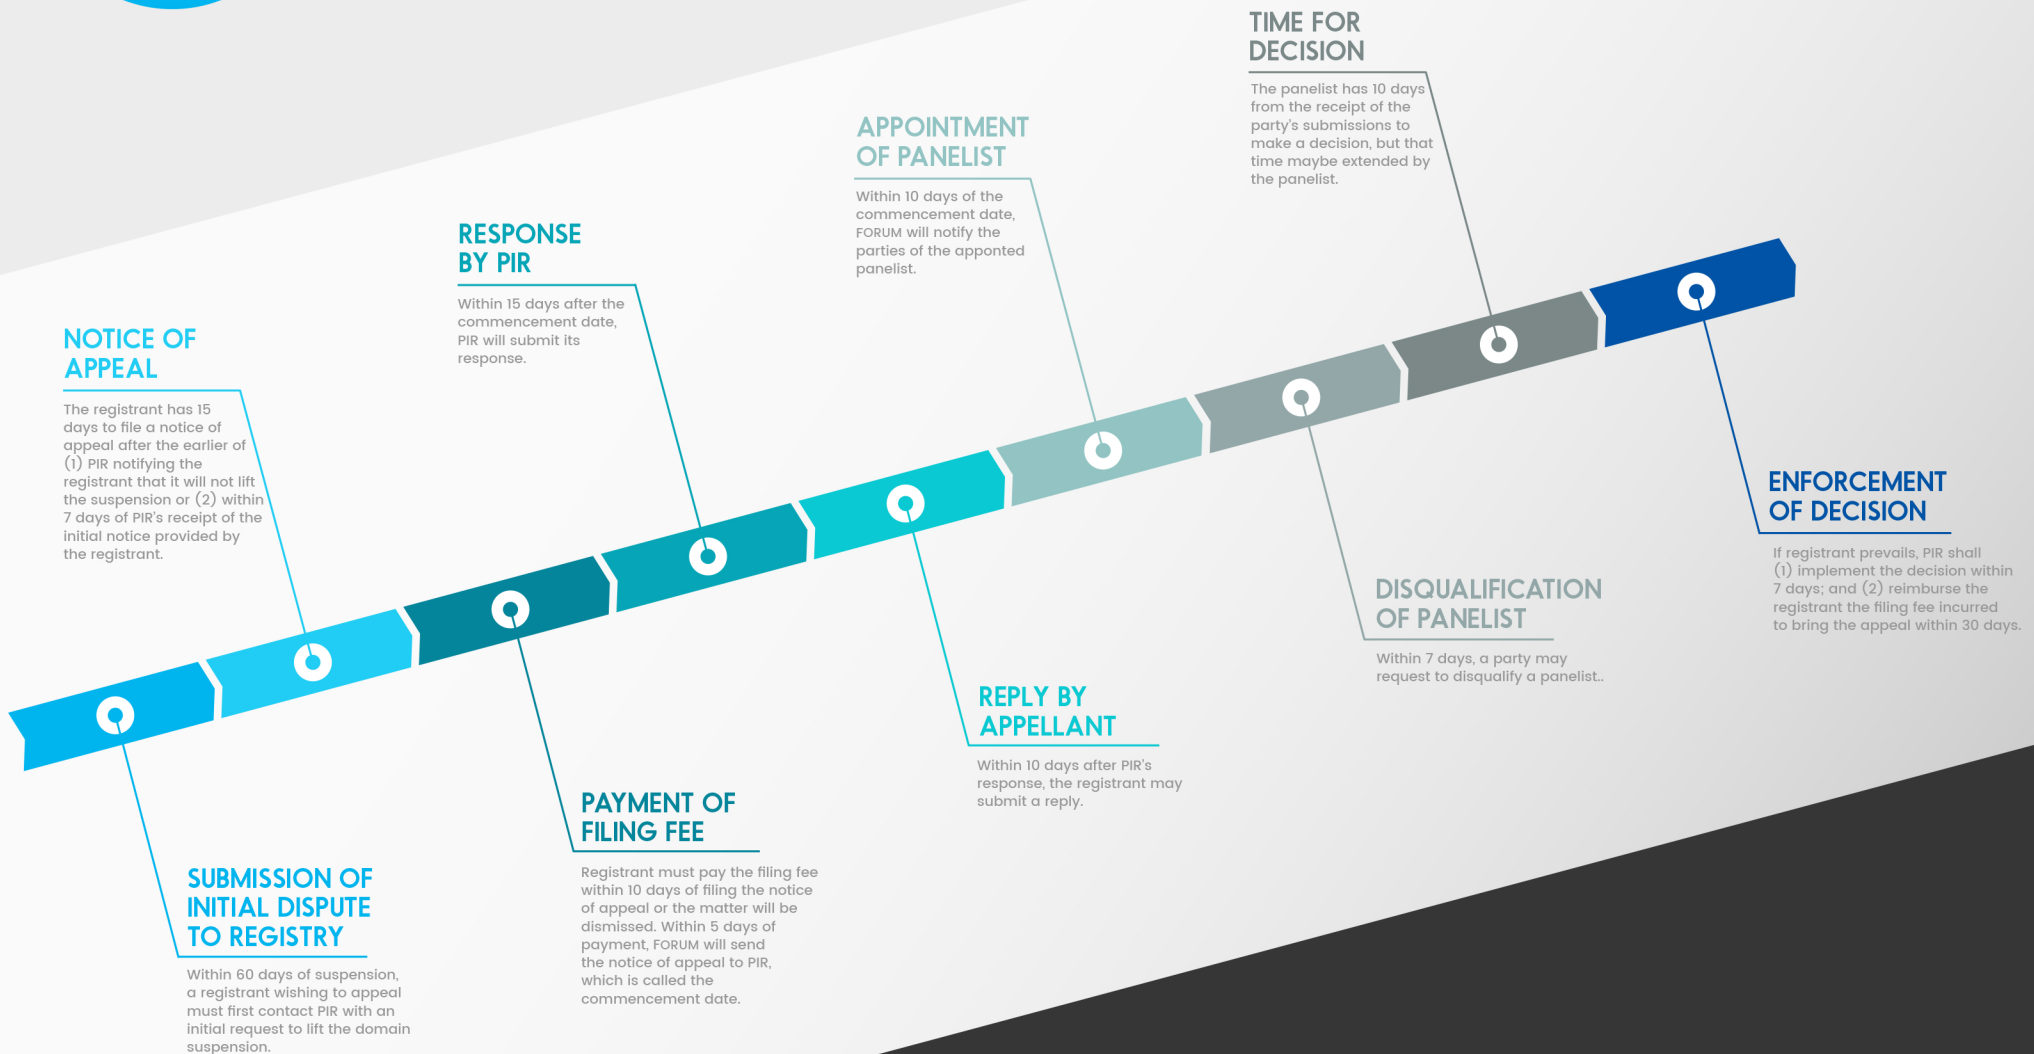 SUBMISSION OF
INITIAL DISPUTE
TO REGISTRY
Within 60 days of suspension,
a registrant wishing to appeal
must first contact PIR with an
initial request to lift the domain
suspension.
NOTICE OF
APPEAL
The registrant has 15
days to file a notice of
appeal after the earlier of
(1) PIR notifying the
registrant that it will not lift
the suspension or (2) within
7 days of PIR's receipt of the
initial notice provided by
the registrant.
PAYMENT OF
FILING FEE
Registrant must pay the filing fee
within 10 days of filing the notice
of appeal or the matter will be
dismissed. Within 5 days of
payment, FORUM will send
the notice of appeal to PIR,
which is called the
commencement date.
RESPONSE
BY PIR
Within 15 days after the
commencement date,
PIR will submit its
response.
REPLY BY
APPELLANT
Within 10 days after PIR's
response, the registrant may
submit a reply.
APPOINTMENT
OF PANELIST
Within 10 days of the
commencement date,
FORUM will notify the
parties of the apponted
panelist.
DISQUALIFICATION
OF PANELIST
Within 7 days, a party may
request to disqualify a panelist..
TIME FOR
DECISION
The panelist has 10 days
from the receipt of the
party's submissions to
make a decision, but that
time maybe extended by
the panelist.
ENFORCEMENT
OF DECISION
If registrant prevails, PIR shall
(1) implement the decision within
7 days; and (2) reimburse the
registrant the filing fee incurred
to bring the appeal within 30 days.